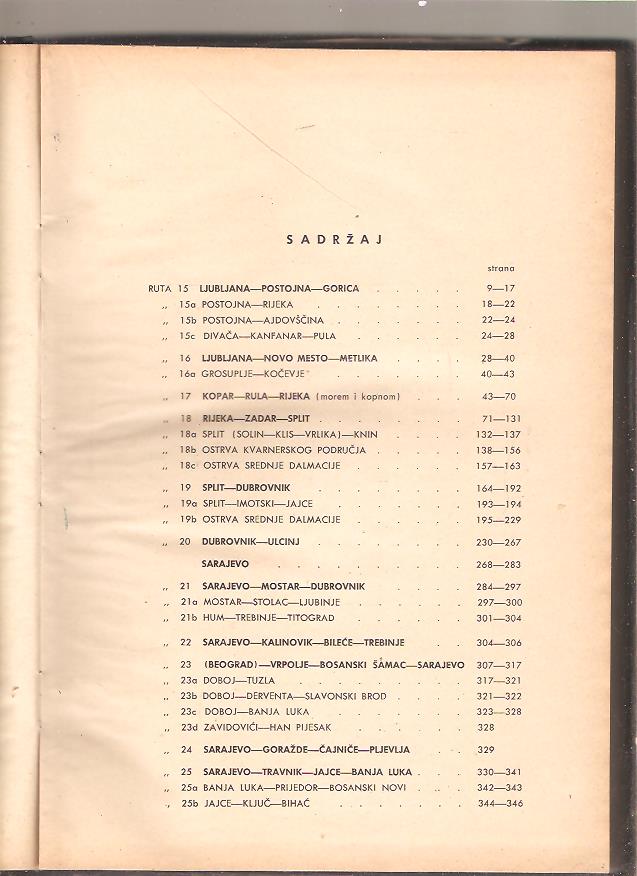 SADRŽAJ
strana
RUTA 15 LJUBLJANA—POSTOJNA—GORICA . . . . . 9—17
„ 15a POSTOJNA—RIJEKA . . . . . . . 18—22
„ 15b POSTOJNA—AJDOVŠČINA . . . . . . 22—24
„ 15c DIVAČA—KANFANAR—PULA . . . . . . 24—28
„ 16 LJUBLJANA—NOVO MESTO—METLIKA . . . . 28—40
„ 16a GROSUPLJE—KOČEVJE . . . . . . . 40—43
„ 17 KOPAR—RULA—RIJEKA (morem i kopnom) . . . 43—70
„ 18 RIJEKA—ZADAR—SPLIT . . . . . . . 71—131
„ 18a SPLIT (SOLIN—KLIS—VRLIKA)—KNIN . . . . 132—137
„ 18b OSTRVA KVARNERSKOG PODRUČJA . . . . . 138—156
„ 18c OSTRVA SREDNJE DALMACIJE . . . . . . 157—163
„ 19 SPLIT—DUBROVNIK . . . . . . . 164—192
„ 19a SPLIT—IMOTSKI—JAJCE . . . . . . . 193—194
„ 19b OSTRVA SREDNJE DALMACIJE . . . . . . 195—229
„ 20 DUBROVNIK—ULCINJ . . . . . . . 230—267
SARAJEVO . . . . . . . . 268—283
„ 21 SARAJEVO—MOSTAR—DUBROVNIK . . . . . 284—297
„ 21a MOSTAR—STOLAC—LJUBINJE . . . . . . 297—300
„ 21b HUM—TREBINJE—TITOGRAD . . . . . . 301—304
„ 22 SARAJEVO—KALINOVIK—BILEĆE—TREBINJE . . . 304—306
„ 23 (BEOGRAD)—VRPOLJE—BOSANSKI ŠAMAC—SARAJEVO 307—317
„ 23a DOBOJ—TUZLA . . . . . . . . 317—321
„ 23b DOBOJ—DERVENTA—SLAVONSKI BROD . . . . 321—322
„ 23c DOBOJ—BANJA LUKA . . . . . . . 323—328
„ 23d ZAVIDOVIĆI—HAN PIJESAK . . . . . . 328
„ 24 SARAJEVO—GORAŽDE—ČAJNIČE—PLJEVLJA . . 329
„ 25 SARAJEVO—TRAVNIK—JAJCE—BANJA LUKA . . . 330—341
„ 25a BANJA LUKA—PRIJEDOR—BOSANSKI NOVI . . . . 342—343
„ 25b JAJCE—KLJUČ—BIHAĆ . . . . . . . 344—346